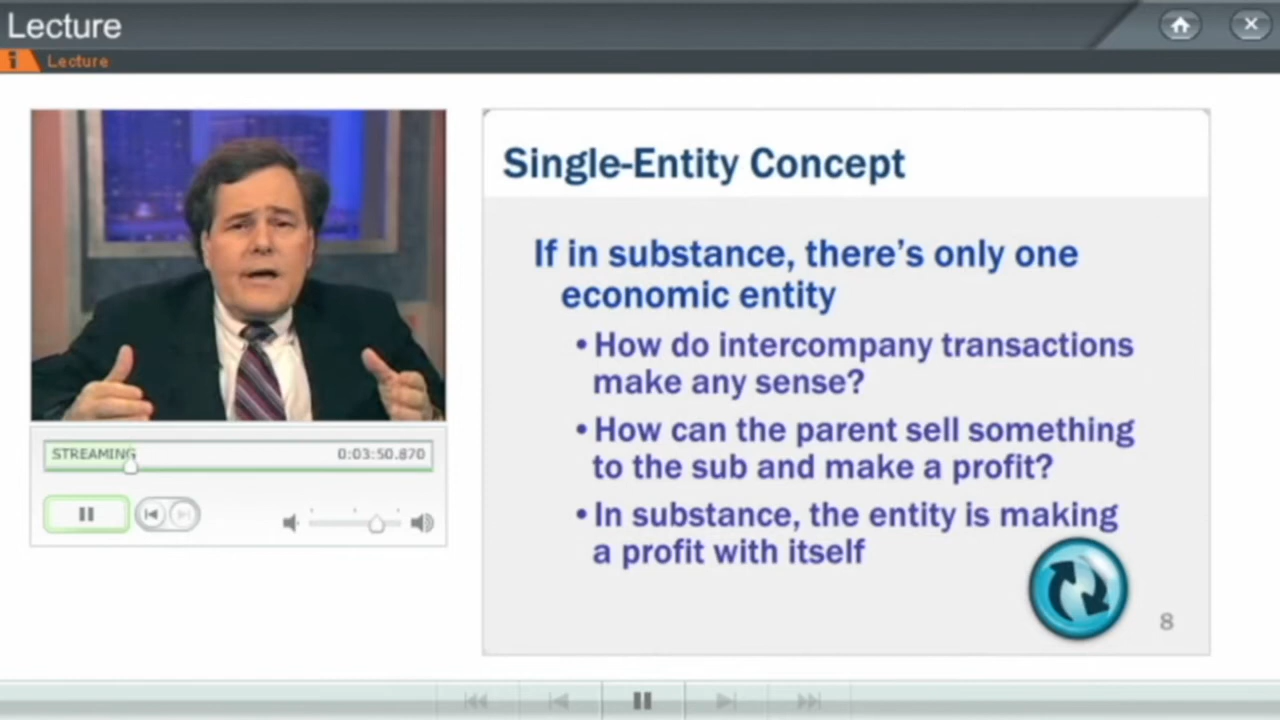 Lecture
i Lecture
Single-Entity Concept
If in substance, there's only one
economic entity
• How do intercompany transactions
make any sense?
• How can the parent sell something
to the sub and make a profit?
• In substance, the entity is making
a profit with itself
8
STREAMING 0:03:50.870